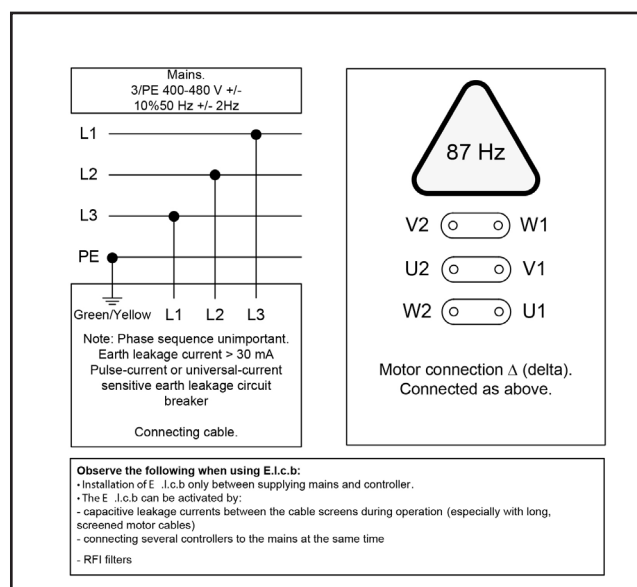 Mains.
3/PE 400-480 V +/-
10%50 Hz +/- 2Hz
L1
L2
L3
PE
Green/Yellow L1 L2 L3
Note: Phase sequence unimportant.
Earth leakage current > 30 mA
Pulse-current or universal-current
sensitive earth leakage circuit
breaker
Connecting cable.
87 Hz
V2 W1
U2 V1
W2 U1
Motor connection Δ (delta).
Connected as above.
Observe the following when using E.l.c.b:
• Installation of E .l.c.b only between supplying mains and controller.
• The E .l.c.b can be activated by:
- capacitive leakage currents between the cable screens during operation (especially with long,
screened motor cables)
- connecting several controllers to the mains at the same time
- RFI filters